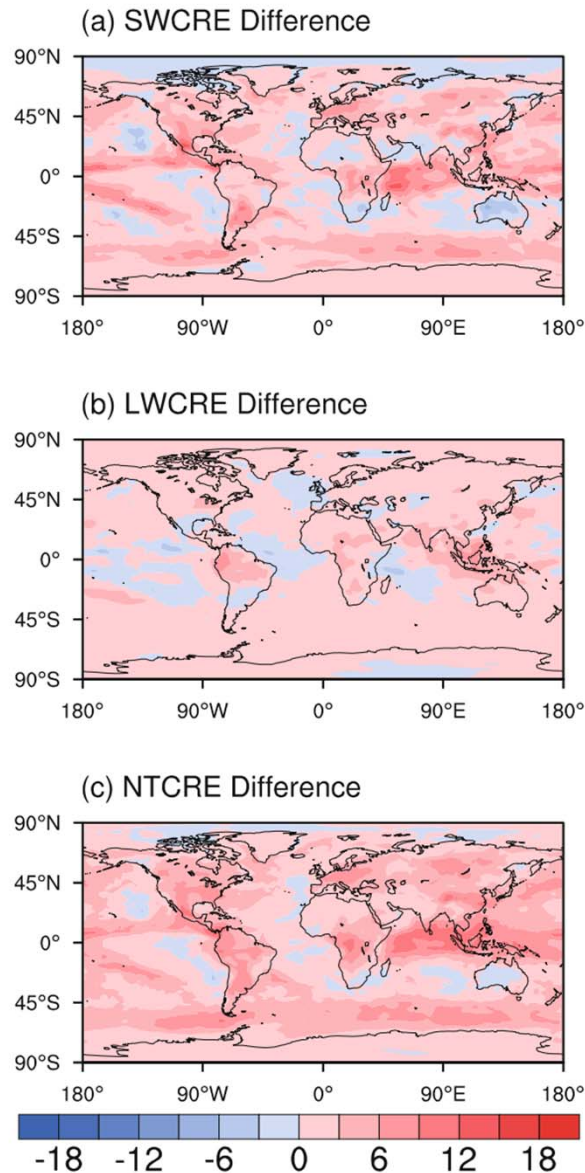 (a) SWCRE Difference
90°N
45°N
0°
45°S
90°S
180° 90°W 0° 90°E 180°
(b) LWCRE Difference
90°N
45°N
0°
45°S
90°S
180° 90°W 0° 90°E 180°
(c) NTCRE Difference
90°N
45°N
0°
45°S
90°S
180° 90°W 0° 90°E 180°
-18 -12 -6 0 6 12 18